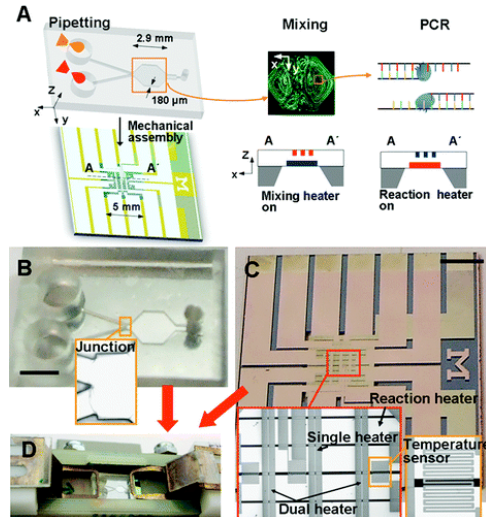 A
Pipetting
2.9 mm
180 μm
z
x
y
Mechanical
assembly
A
A´
M
5 mm
Mixing
x
y
PCR
A
A´
z
x
Mixing heater
on
A
A´
Reaction heater
on
B
Junction
C
M
Reaction heater
Single heater
Temperature
sensor
Dual heater
D